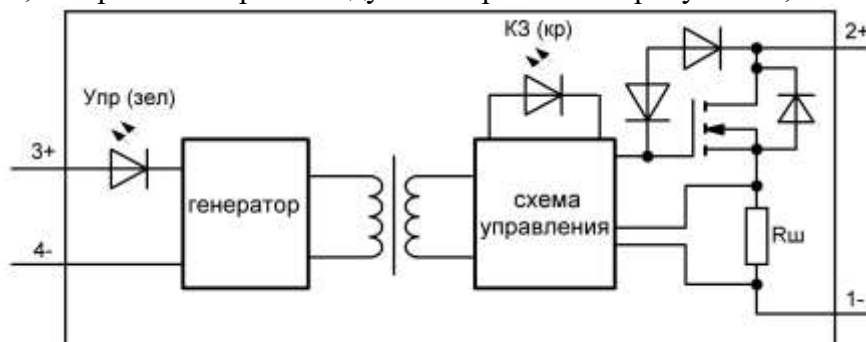 КЗ (кр)
2+
Упр (зел)
3+
генератор
схема
управления
Rш
4-
1-